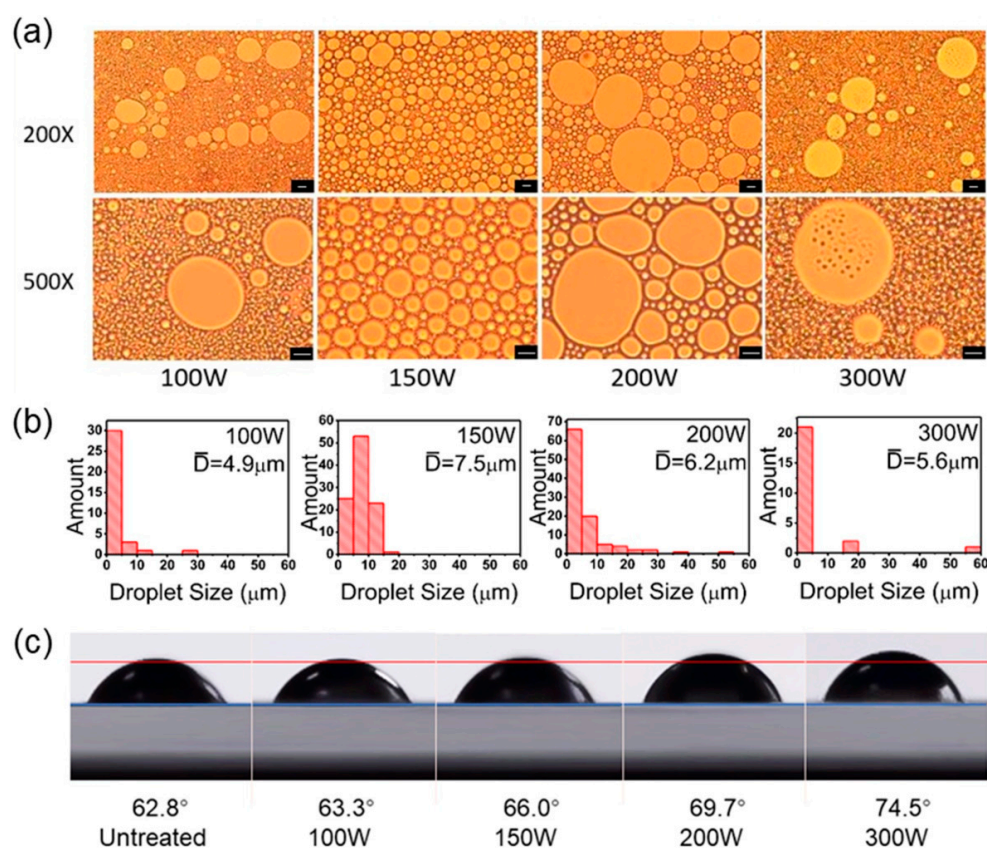 (a)
200X
500X
100W 150W 200W 300W
(b)
100W
D̄=4.9μm
Amount
30
25
20
15
10
5
0
0 10 20 30 40 50 60
Droplet Size (μm)
150W
D̄=7.5μm
Amount
60
50
40
30
20
10
0
0 10 20 30 40 50 60
Droplet Size (μm)
200W
D̄=6.2μm
Amount
70
60
50
40
30
20
10
0
0 10 20 30 40 50 60
Droplet Size (μm)
300W
D̄=5.6μm
Amount
20
15
10
5
0
0 10 20 30 40 50 60
Droplet Size (μm)
(c)
62.8° 63.3° 66.0° 69.7° 74.5°
Untreated 100W 150W 200W 300W